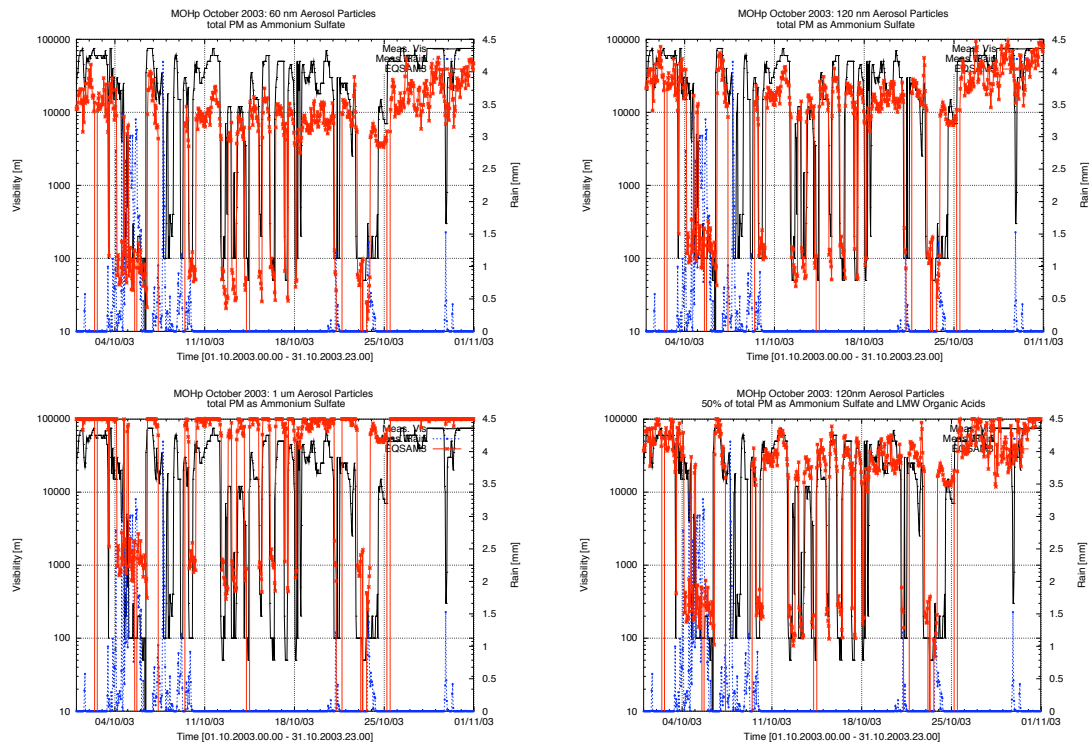 MOHp October 2003: 60 nm Aerosol Particles
total PM as Ammonium Sulfate
100000
10000
1000
100
10
Visibility [m]
4.5
4
3.5
3
2.5
2
1.5
1
0.5
0
Rain [mm]
Meas. Vis
Meas. Rain
EQSAM3
04/10/03 11/10/03 18/10/03 25/10/03 01/11/03
Time [01.10.2003.00.00 - 31.10.2003.23.00]
MOHp October 2003: 120 nm Aerosol Particles
total PM as Ammonium Sulfate
100000
10000
1000
100
10
Visibility [m]
4.5
4
3.5
3
2.5
2
1.5
1
0.5
0
Rain [mm]
Meas. Vis
Meas. Rain
EQSAM3
04/10/03 11/10/03 18/10/03 25/10/03 01/11/03
Time [01.10.2003.00.00 - 31.10.2003.23.00]
MOHp October 2003: 1 um Aerosol Particles
total PM as Ammonium Sulfate
100000
10000
1000
100
10
Visibility [m]
4.5
4
3.5
3
2.5
2
1.5
1
0.5
0
Rain [mm]
Meas. Vis
Meas. Rain
EQSAM3
04/10/03 11/10/03 18/10/03 25/10/03 01/11/03
Time [01.10.2003.00.00 - 31.10.2003.23.00]
MOHp October 2003: 120nm Aerosol Particles
50% of total PM as Ammonium Sulfate and LMW Organic Acids
100000
10000
1000
100
10
Visibility [m]
4.5
4
3.5
3
2.5
2
1.5
1
0.5
0
Rain [mm]
Meas. Vis
Meas. Rain
EQSAM3
04/10/03 11/10/03 18/10/03 25/10/03 01/11/03
Time [01.10.2003.00.00 - 31.10.2003.23.00]